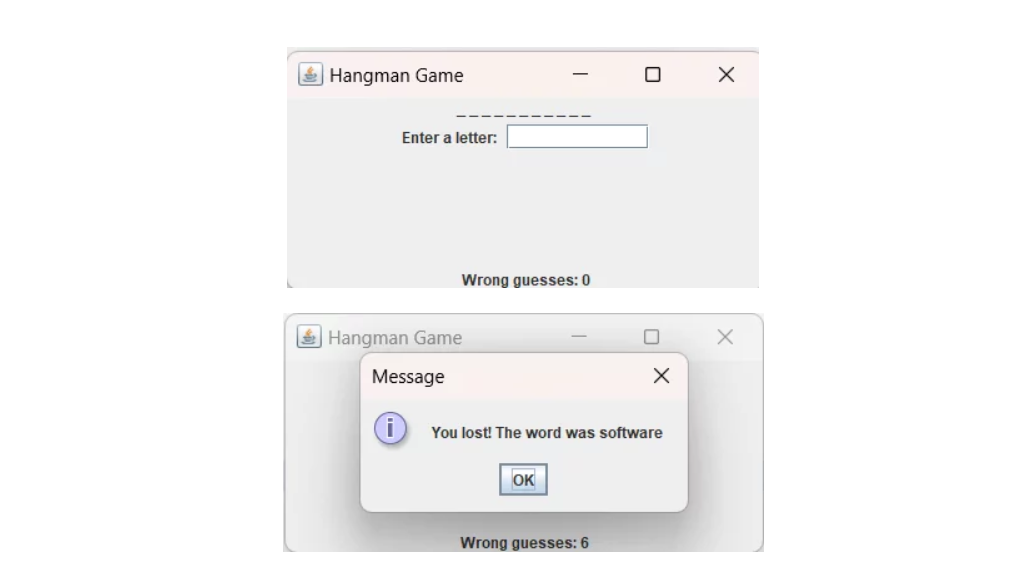 Hangman Game
_ _ _ _ _ _ _ _ _ _ _
Enter a letter:
Wrong guesses: 0
Hangman Game
Message
i
You lost! The word was software
OK
Wrong guesses: 6